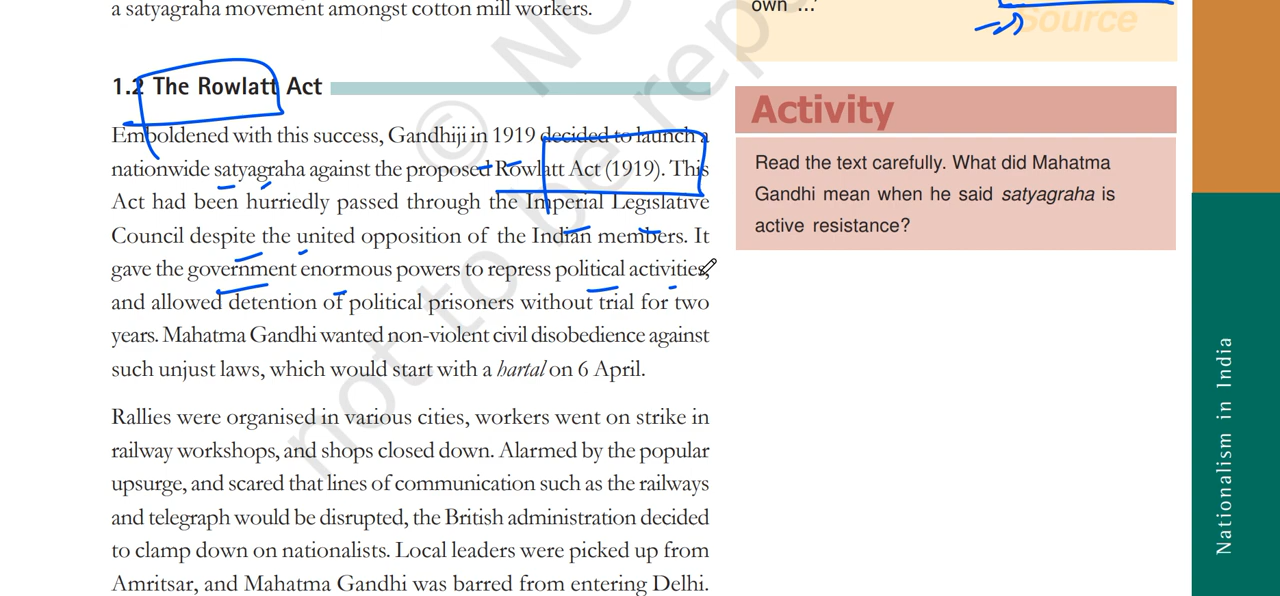 a satyagraha movement amongst cotton mill workers.
1.2 The Rowlatt Act
Emboldened with this success, Gandhiji in 1919 decided to launch a
nationwide satyagraha against the proposed Rowlatt Act (1919). This
Act had been hurriedly passed through the Imperial Legislative
Council despite the united opposition of the Indian members. It
gave the government enormous powers to repress political activities,
and allowed detention of political prisoners without trial for two
years. Mahatma Gandhi wanted non-violent civil disobedience against
such unjust laws, which would start with a hartal on 6 April.
Rallies were organised in various cities, workers went on strike in
railway workshops, and shops closed down. Alarmed by the popular
upsurge, and scared that lines of communication such as the railways
and telegraph would be disrupted, the British administration decided
to clamp down on nationalists. Local leaders were picked up from
Amritsar, and Mahatma Gandhi was barred from entering Delhi.
own ...'
Source
Activity
Read the text carefully. What did Mahatma
Gandhi mean when he said satyagraha is
active resistance?
Nationalism in India
© N
not to be rep